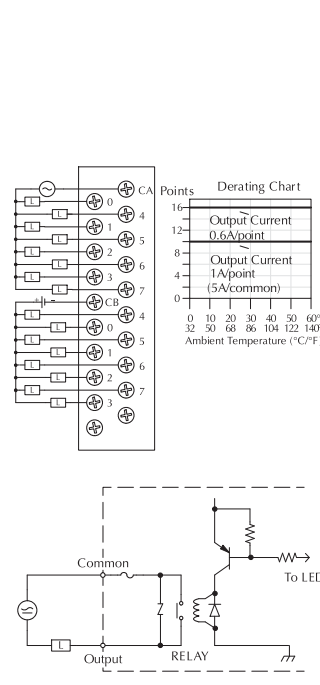 CA
L
0
L
4
L
1
L
5
L
2
L
6
L
3
L
7
+ -
CB
L
4
L
0
L
5
L
1
L
6
L
2
L
7
L
3
Points
Derating Chart
16
12
8
4
0
Output Current
0.6A/point
Output Current
1A/point
(5A/common)
0 10 20 30 40 50 60°
32 50 68 86 104 122 140°
Ambient Temperature (°C/°F)
Common
To LED
L
Output
RELAY